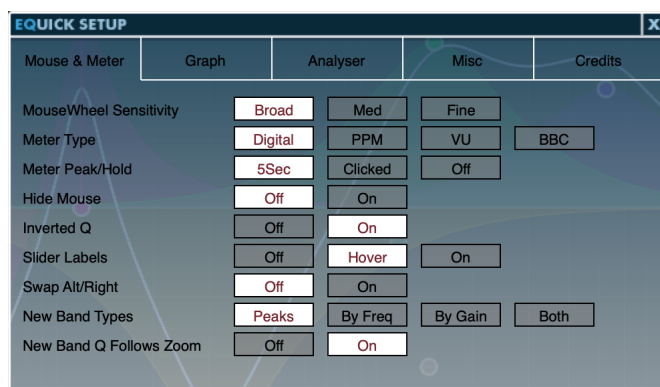 EQUICK SETUP X
Mouse & Meter Graph Analyser Misc Credits
MouseWheel Sensitivity Broad Med Fine
Meter Type Digital PPM VU BBC
Meter Peak/Hold 5Sec Clicked Off
Hide Mouse Off On
Inverted Q Off On
Slider Labels Off Hover On
Swap Alt/Right Off On
New Band Types Peaks By Freq By Gain Both
New Band Q Follows Zoom Off On